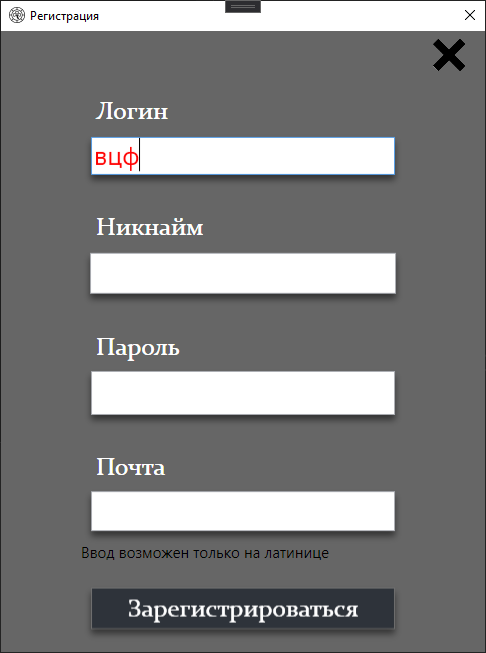 Регистрация
Логин
вцф
Никнайм
Пароль
Почта
Ввод возможен только на латинице
Зарегистрироваться